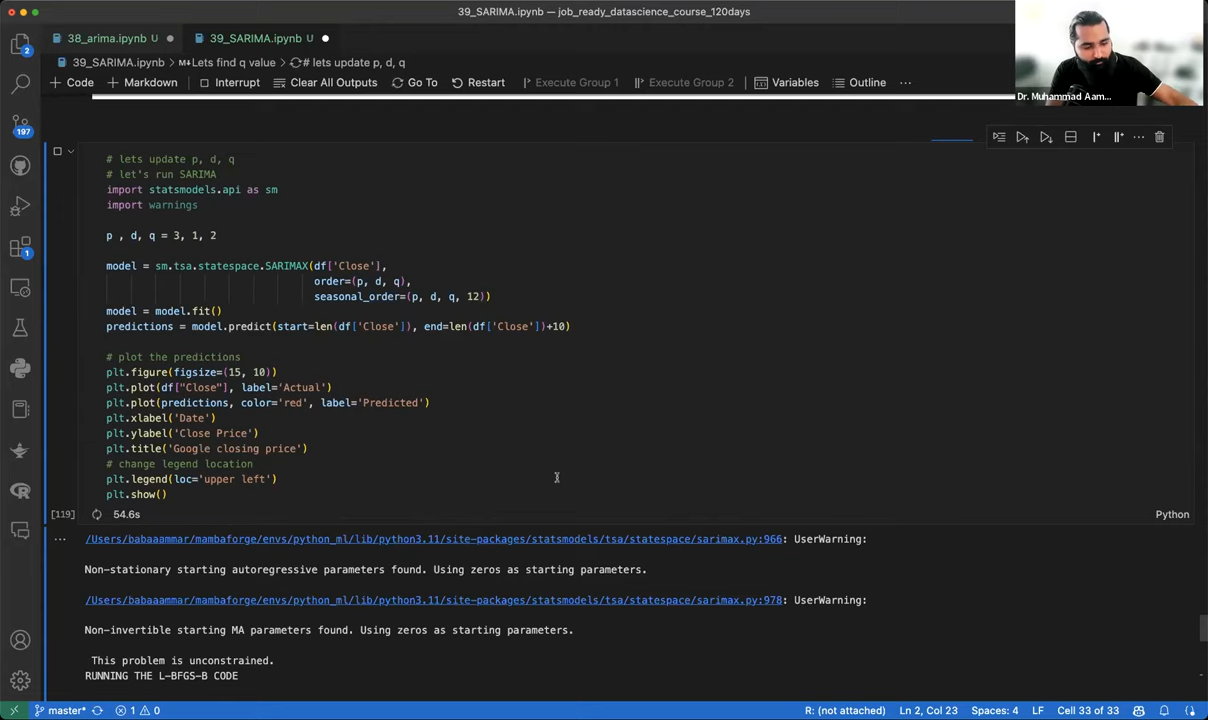 39_SARIMA.ipynb — job_ready_datascience_course_120days
38_arima.ipynb U
39_SARIMA.ipynb U
39_SARIMA.ipynb > M↓Lets find q value > # lets update p, d, q
Code
Markdown
Interrupt
Clear All Outputs
Go To
Restart
Execute Group 1
Execute Group 2
Variables
Outline
...
Dr. Muhammad Aam...
2
197
1
# lets update p, d, q
# let's run SARIMA
import statsmodels.api as sm
import warnings
p , d, q = 3, 1, 2
model = sm.tsa.statespace.SARIMAX(df['Close'],
order=(p, d, q),
seasonal_order=(p, d, q, 12))
model = model.fit()
predictions = model.predict(start=len(df['Close']), end=len(df['Close'])+10)
# plot the predictions
plt.figure(figsize=(15, 10))
plt.plot(df["Close"], label='Actual')
plt.plot(predictions, color='red', label='Predicted')
plt.xlabel('Date')
plt.ylabel('Close Price')
plt.title('Google closing price')
# change legend location
plt.legend(loc='upper left')
plt.show()
[119] 54.6s Python
... /Users/babaaammar/mambaforge/envs/python_ml/lib/python3.11/site-packages/statsmodels/tsa/statespace/sarimax.py:966: UserWarning:
Non-stationary starting autoregressive parameters found. Using zeros as starting parameters.
/Users/babaaammar/mambaforge/envs/python_ml/lib/python3.11/site-packages/statsmodels/tsa/statespace/sarimax.py:978: UserWarning:
Non-invertible starting MA parameters found. Using zeros as starting parameters.
This problem is unconstrained.
RUNNING THE L-BFGS-B CODE
master* 1 0 R: (not attached) Ln 2, Col 23 Spaces: 4 LF Cell 33 of 33